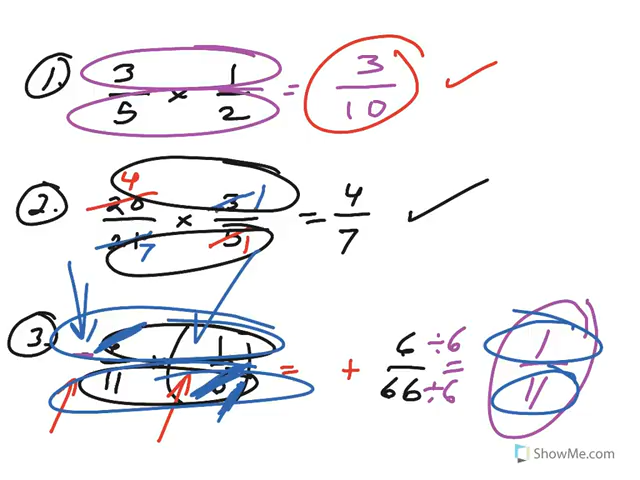 1. 3/5 × 1/2 = 3/10
2. 20/21 × 3/5 = 4/7
4 1
7 1
3. 1
11 = + 6/66 ÷6/÷6 = 1/11
ShowMe.com